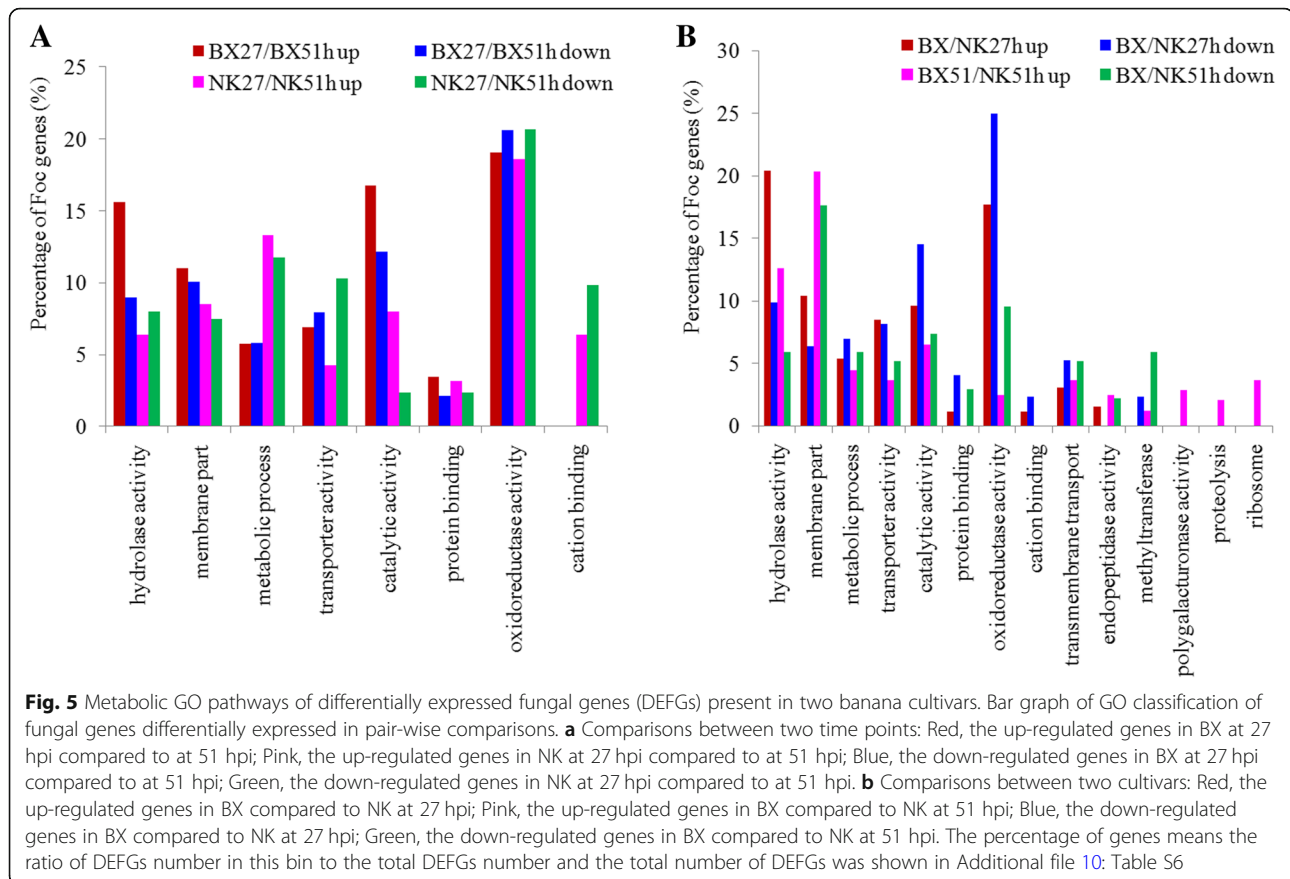 A
BX27/BX51h up
BX27/BX51h down
NK27/NK51h up
NK27/NK51h down
Percentage of Foc genes (%)
25
20
15
10
5
0
hydrolase activity
membrane part
metabolic process
transporter activity
catalytic activity
protein binding
oxidoreductase activity
cation binding
B
BX/NK27h up
BX/NK27h down
BX51/NK51h up
BX/NK51h down
Percentage of Foc genes (%)
30
25
20
15
10
5
0
hydrolase activity
membrane part
metabolic process
transporter activity
catalytic activity
protein binding
oxidoreductase activity
cation binding
transmembrane transport
endopeptidase activity
methyltransferase
polygalacturonase activity
proteolysis
ribosome
Fig. 5 Metabolic GO pathways of differentially expressed fungal genes (DEFGs) present in two banana cultivars. Bar graph of GO classification of
fungal genes differentially expressed in pair-wise comparisons. a Comparisons between two time points: Red, the up-regulated genes in BX at 27
hpi compared to at 51 hpi; Pink, the up-regulated genes in NK at 27 hpi compared to at 51 hpi; Blue, the down-regulated genes in BX at 27 hpi
compared to at 51 hpi; Green, the down-regulated genes in NK at 27 hpi compared to at 51 hpi. b Comparisons between two cultivars: Red, the
up-regulated genes in BX compared to NK at 27 hpi; Pink, the up-regulated genes in BX compared to NK at 51 hpi; Blue, the down-regulated
genes in BX compared to NK at 27 hpi; Green, the down-regulated genes in BX compared to NK at 51 hpi. The percentage of genes means the
ratio of DEFGs number in this bin to the total DEFGs number and the total number of DEFGs was shown in Additional file 10: Table S6